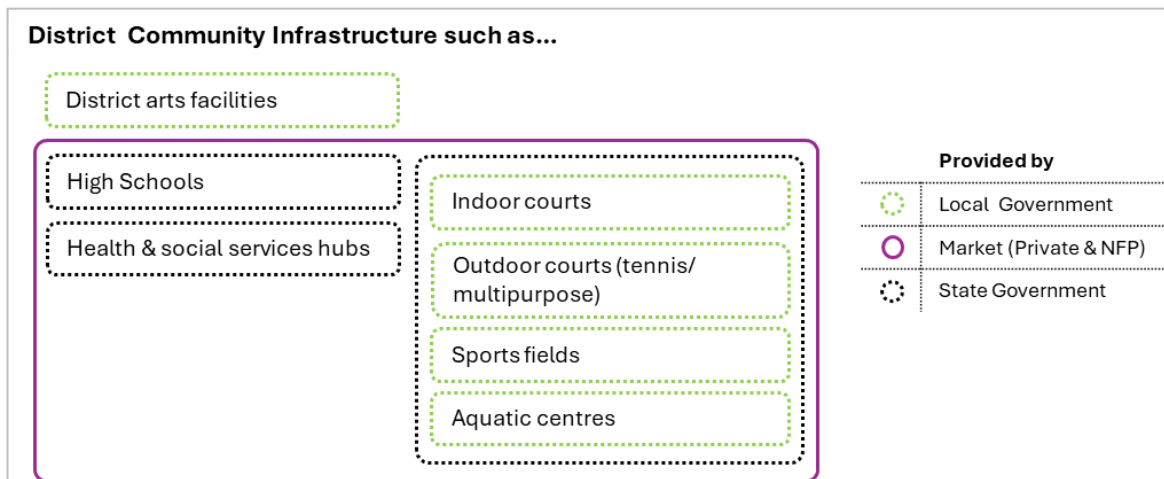 District Community Infrastructure such as...
District arts facilities
High Schools
Health & social services hubs
Indoor courts
Outdoor courts (tennis/
multipurpose)
Sports fields
Aquatic centres
Provided by
Local Government
Market (Private & NFP)
State Government